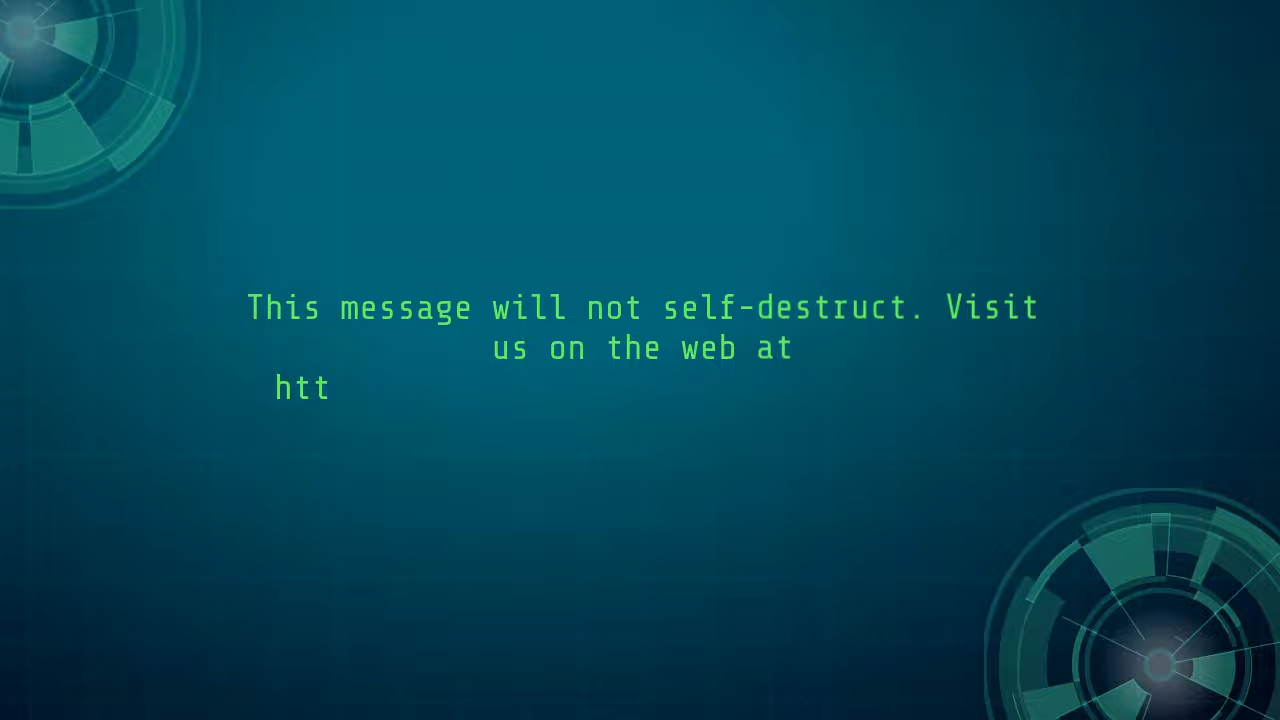 This message will not self-destruct. Visit
us on the web at
htt